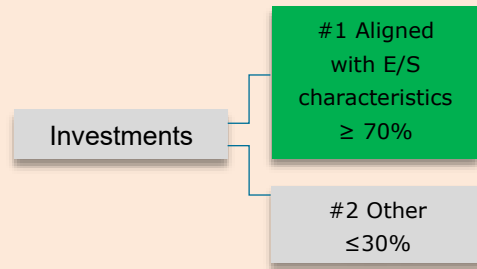 #1 Aligned
with E/S
characteristics
≥ 70%
Investments
#2 Other
≤30%